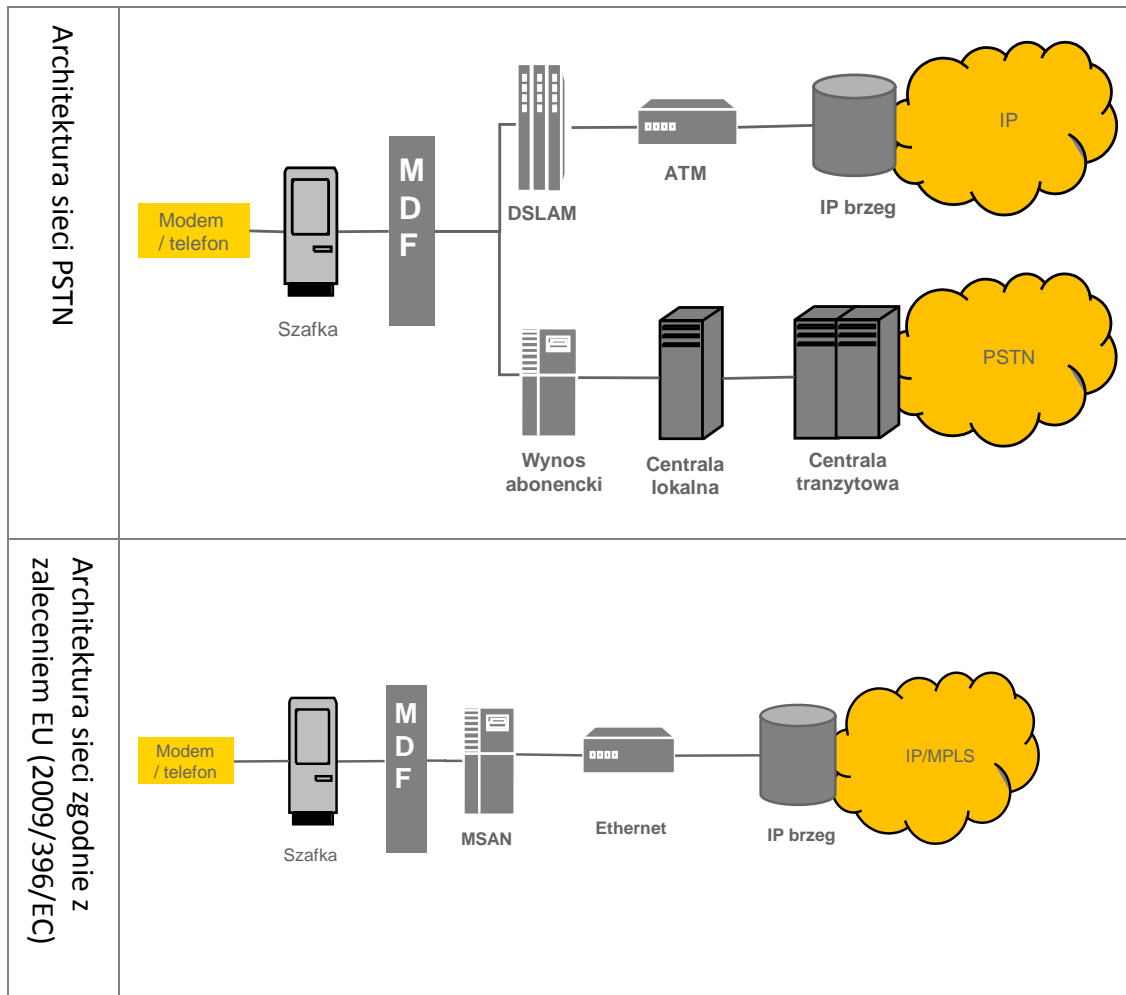 Architektura sieci PSTN
Modem
/ telefon
Szafka
M
D
F
DSLAM
ATM
IP brzeg
IP
Wynos
abonencki
Centrala
lokalna
Centrala
tranzytowa
PSTN
Architektura sieci zgodnie z
zaleceniem EU (2009/396/EC)
Modem
/ telefon
Szafka
M
D
F
MSAN
Ethernet
IP brzeg
IP/MPLS